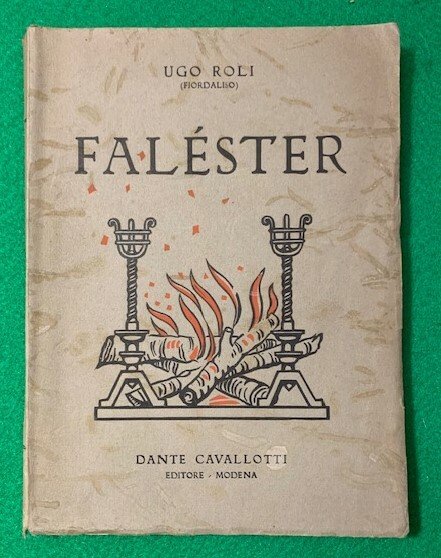 UGO ROLI
(FIORDALISO)
FALÉSTER
DANTE CAVALLOTTI
EDITORE - MODENA